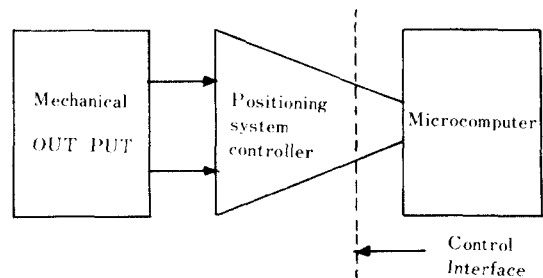 Mechanical
OUT PUT
Positioning
system
controller
Microcomputer
Control
Interface